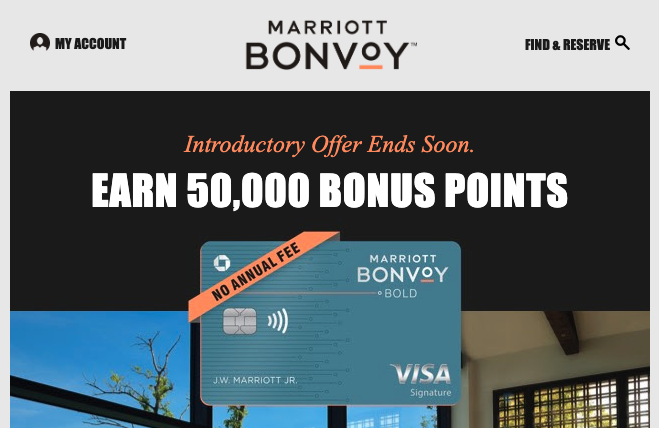 MY ACCOUNT
MARRIOTT
BONVOY™
FIND & RESERVE
Introductory Offer Ends Soon.
EARN 50,000 BONUS POINTS
NO ANNUAL FEE
MARRIOTT
BONVOY
BOLD
J.W. MARRIOTT JR.
VISA
Signature